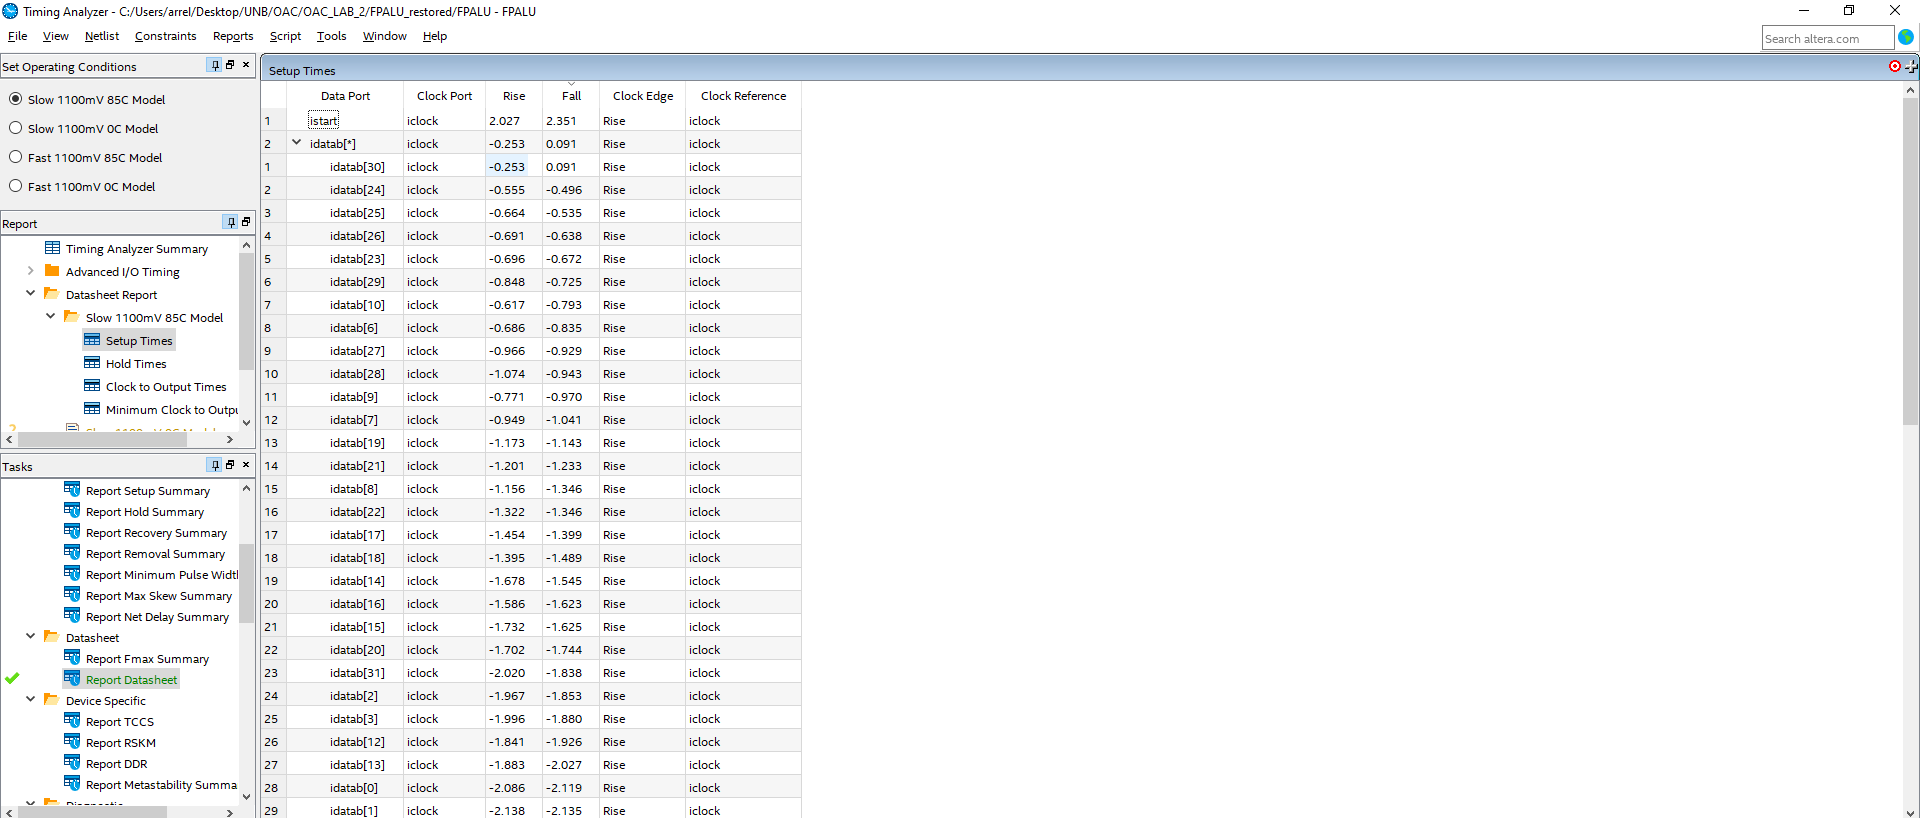 Timing Analyzer - C:/Users/arrel/Desktop/UNB/OAC/OAC_LAB_2/FPALU_restored/FPALU - FPALU
File View Netlist Constraints Reports Script Tools Window Help
Search altera.com
Set Operating Conditions
Slow 1100mV 85C Model
Slow 1100mV 0C Model
Fast 1100mV 85C Model
Fast 1100mV 0C Model
Report
Timing Analyzer Summary
Advanced I/O Timing
Datasheet Report
Slow 1100mV 85C Model
Setup Times
Hold Times
Clock to Output Times
Minimum Clock to Outpu
Tasks
Report Setup Summary
Report Hold Summary
Report Recovery Summary
Report Removal Summary
Report Minimum Pulse Widtl
Report Max Skew Summary
Report Net Delay Summary
Datasheet
Report Fmax Summary
Report Datasheet
Device Specific
Report TCCS
Report RSKM
Report DDR
Report Metastability Summa
Setup Times
Data Port Clock Port Rise Fall Clock Edge Clock Reference
1 istart iclock 2.027 2.351 Rise iclock
2 idatab[*] iclock -0.253 0.091 Rise iclock
1 idatab[30] iclock -0.253 0.091 Rise iclock
2 idatab[24] iclock -0.555 -0.496 Rise iclock
3 idatab[25] iclock -0.664 -0.535 Rise iclock
4 idatab[26] iclock -0.691 -0.638 Rise iclock
5 idatab[23] iclock -0.696 -0.672 Rise iclock
6 idatab[29] iclock -0.848 -0.725 Rise iclock
7 idatab[10] iclock -0.617 -0.793 Rise iclock
8 idatab[6] iclock -0.686 -0.835 Rise iclock
9 idatab[27] iclock -0.966 -0.929 Rise iclock
10 idatab[28] iclock -1.074 -0.943 Rise iclock
11 idatab[9] iclock -0.771 -0.970 Rise iclock
12 idatab[7] iclock -0.949 -1.041 Rise iclock
13 idatab[19] iclock -1.173 -1.143 Rise iclock
14 idatab[21] iclock -1.201 -1.233 Rise iclock
15 idatab[8] iclock -1.156 -1.346 Rise iclock
16 idatab[22] iclock -1.322 -1.346 Rise iclock
17 idatab[17] iclock -1.454 -1.399 Rise iclock
18 idatab[18] iclock -1.395 -1.489 Rise iclock
19 idatab[14] iclock -1.678 -1.545 Rise iclock
20 idatab[16] iclock -1.586 -1.623 Rise iclock
21 idatab[15] iclock -1.732 -1.625 Rise iclock
22 idatab[20] iclock -1.702 -1.744 Rise iclock
23 idatab[31] iclock -2.020 -1.838 Rise iclock
24 idatab[2] iclock -1.967 -1.853 Rise iclock
25 idatab[3] iclock -1.996 -1.880 Rise iclock
26 idatab[12] iclock -1.841 -1.926 Rise iclock
27 idatab[13] iclock -1.883 -2.027 Rise iclock
28 idatab[0] iclock -2.086 -2.119 Rise iclock
29 idatab[1] iclock -2.138 -2.135 Rise iclock